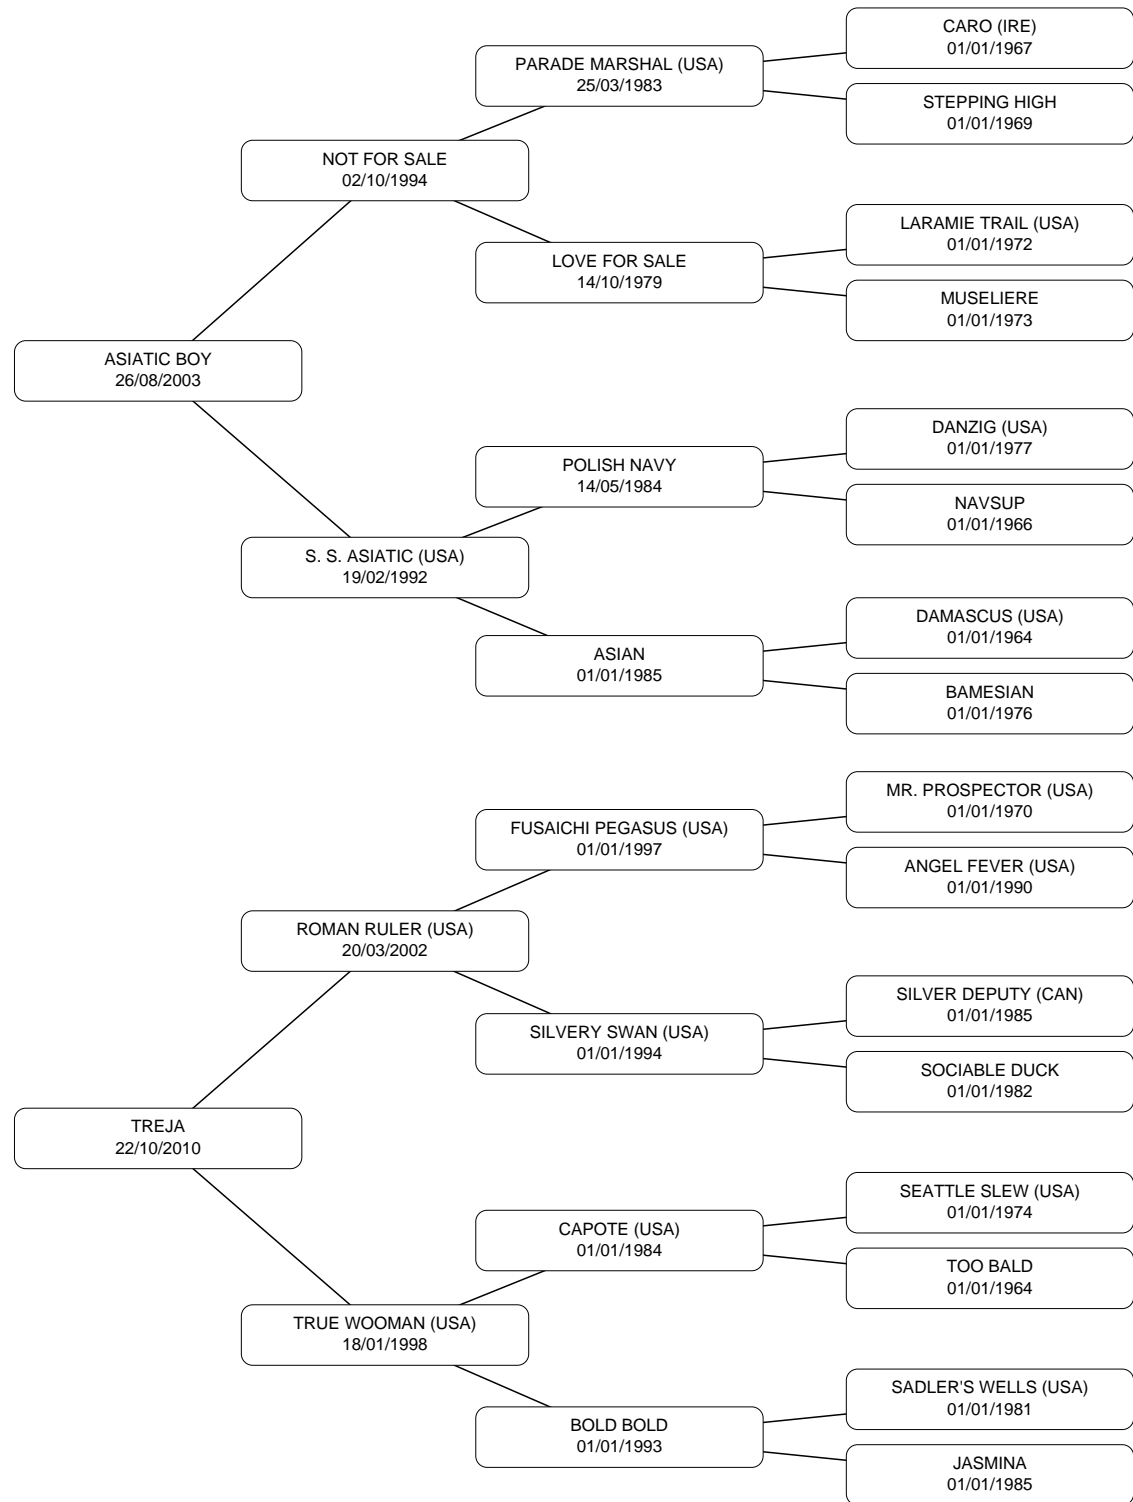 CARO (IRE)
01/01/1967
PARADE MARSHAL (USA)
25/03/1983
STEPPING HIGH
01/01/1969
NOT FOR SALE
02/10/1994
LARAMIE TRAIL (USA)
01/01/1972
LOVE FOR SALE
14/10/1979
MUSELIERE
01/01/1973
ASIATIC BOY
26/08/2003
DANZIG (USA)
01/01/1977
POLISH NAVY
14/05/1984
NAVSUP
01/01/1966
S. S. ASIATIC (USA)
19/02/1992
DAMASCUS (USA)
01/01/1964
ASIAN
01/01/1985
BAMESIAN
01/01/1976
MR. PROSPECTOR (USA)
01/01/1970
FUSAICHI PEGASUS (USA)
01/01/1997
ANGEL FEVER (USA)
01/01/1990
ROMAN RULER (USA)
20/03/2002
SILVER DEPUTY (CAN)
01/01/1985
SILVERY SWAN (USA)
01/01/1994
SOCIABLE DUCK
01/01/1982
TREJA
22/10/2010
SEATTLE SLEW (USA)
01/01/1974
CAPOTE (USA)
01/01/1984
TOO BALD
01/01/1964
TRUE WOOMAN (USA)
18/01/1998
SADLER'S WELLS (USA)
01/01/1981
BOLD BOLD
01/01/1993
JASMINA
01/01/1985